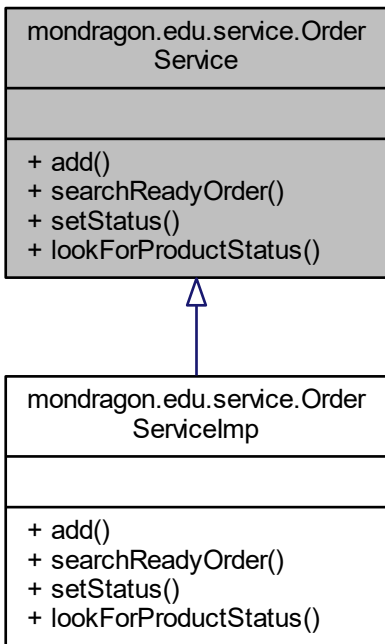 mondragon.edu.service.Order
Service
+ add()
+ searchReadyOrder()
+ setStatus()
+ lookForProductStatus()
mondragon.edu.service.Order
ServiceImp
+ add()
+ searchReadyOrder()
+ setStatus()
+ lookForProductStatus()